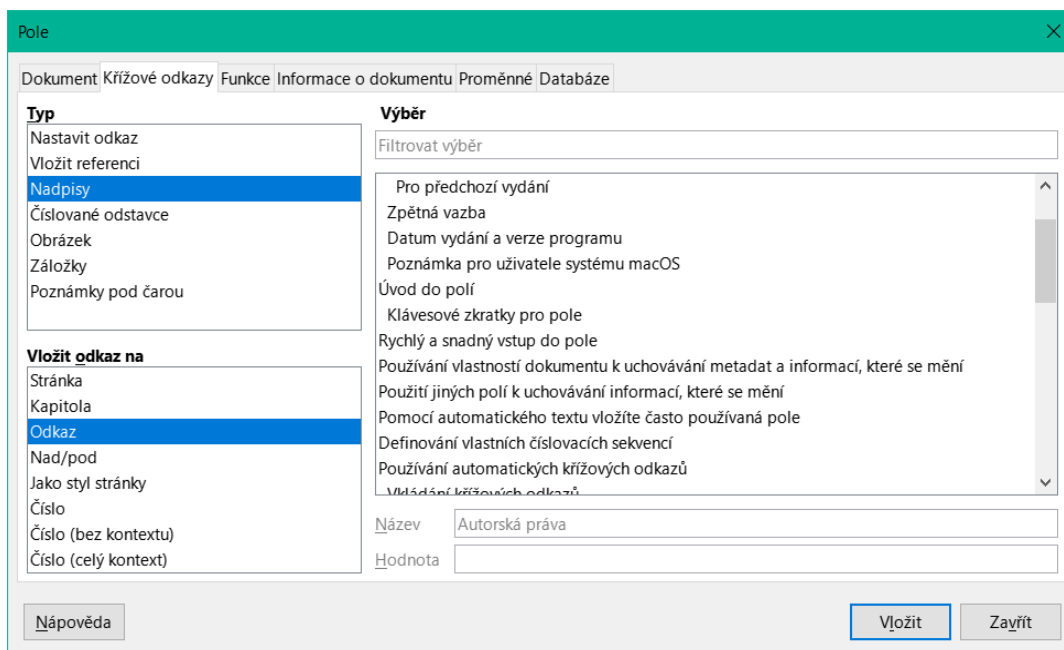 Pole
Dokument Křížové odkazy Funkce Informace o dokumentu Proměnné Databáze
Typ
Nastavit odkaz
Vložit referenci
Nadpisy
Číslované odstavce
Obrázek
Záložky
Poznámky pod čarou
Vložit odkaz na
Stránka
Kapitola
Odkaz
Nad/pod
Jako styl stránky
Číslo
Číslo (bez kontextu)
Číslo (celý kontext)
Výběr
Filtrovat výběr
Pro předchozí vydání
Zpětná vazba
Datum vydání a verze programu
Poznámka pro uživatele systému macOS
Úvod do polí
Klávesové zkratky pro pole
Rychlý a snadný vstup do pole
Používání vlastností dokumentu k uchovávání metadat a informací, které se mění
Použití jiných polí k uchovávání informací, které se mění
Pomocí automatického textu vložíte často používaná pole
Definování vlastních číslovacích sekvencí
Používání automatických křížových odkazů
Vkládání křížových odkazů
Název Autorská práva
Hodnota
Nápověda
Vložit
Zavřít